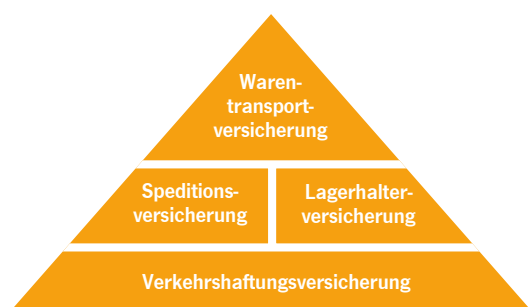 Waren-
transport-
versicherung
Speditions-
versicherung
Lagerhalter-
versicherung
Verkehrshaftungsversicherung